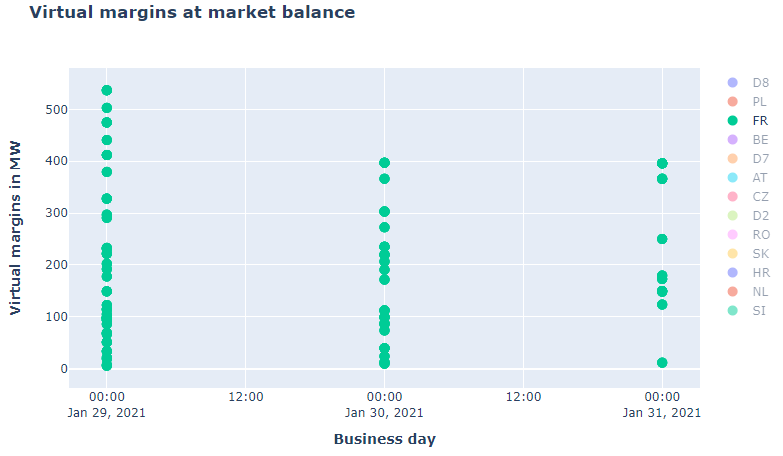 Virtual margins at market balance
Virtual margins in MW
500
400
300
200
100
0
00:00 12:00 00:00 12:00 00:00
Jan 29, 2021 Jan 30, 2021 Jan 31, 2021
Business day
D8
PL
FR
BE
D7
AT
CZ
D2
RO
SK
HR
NL
SI